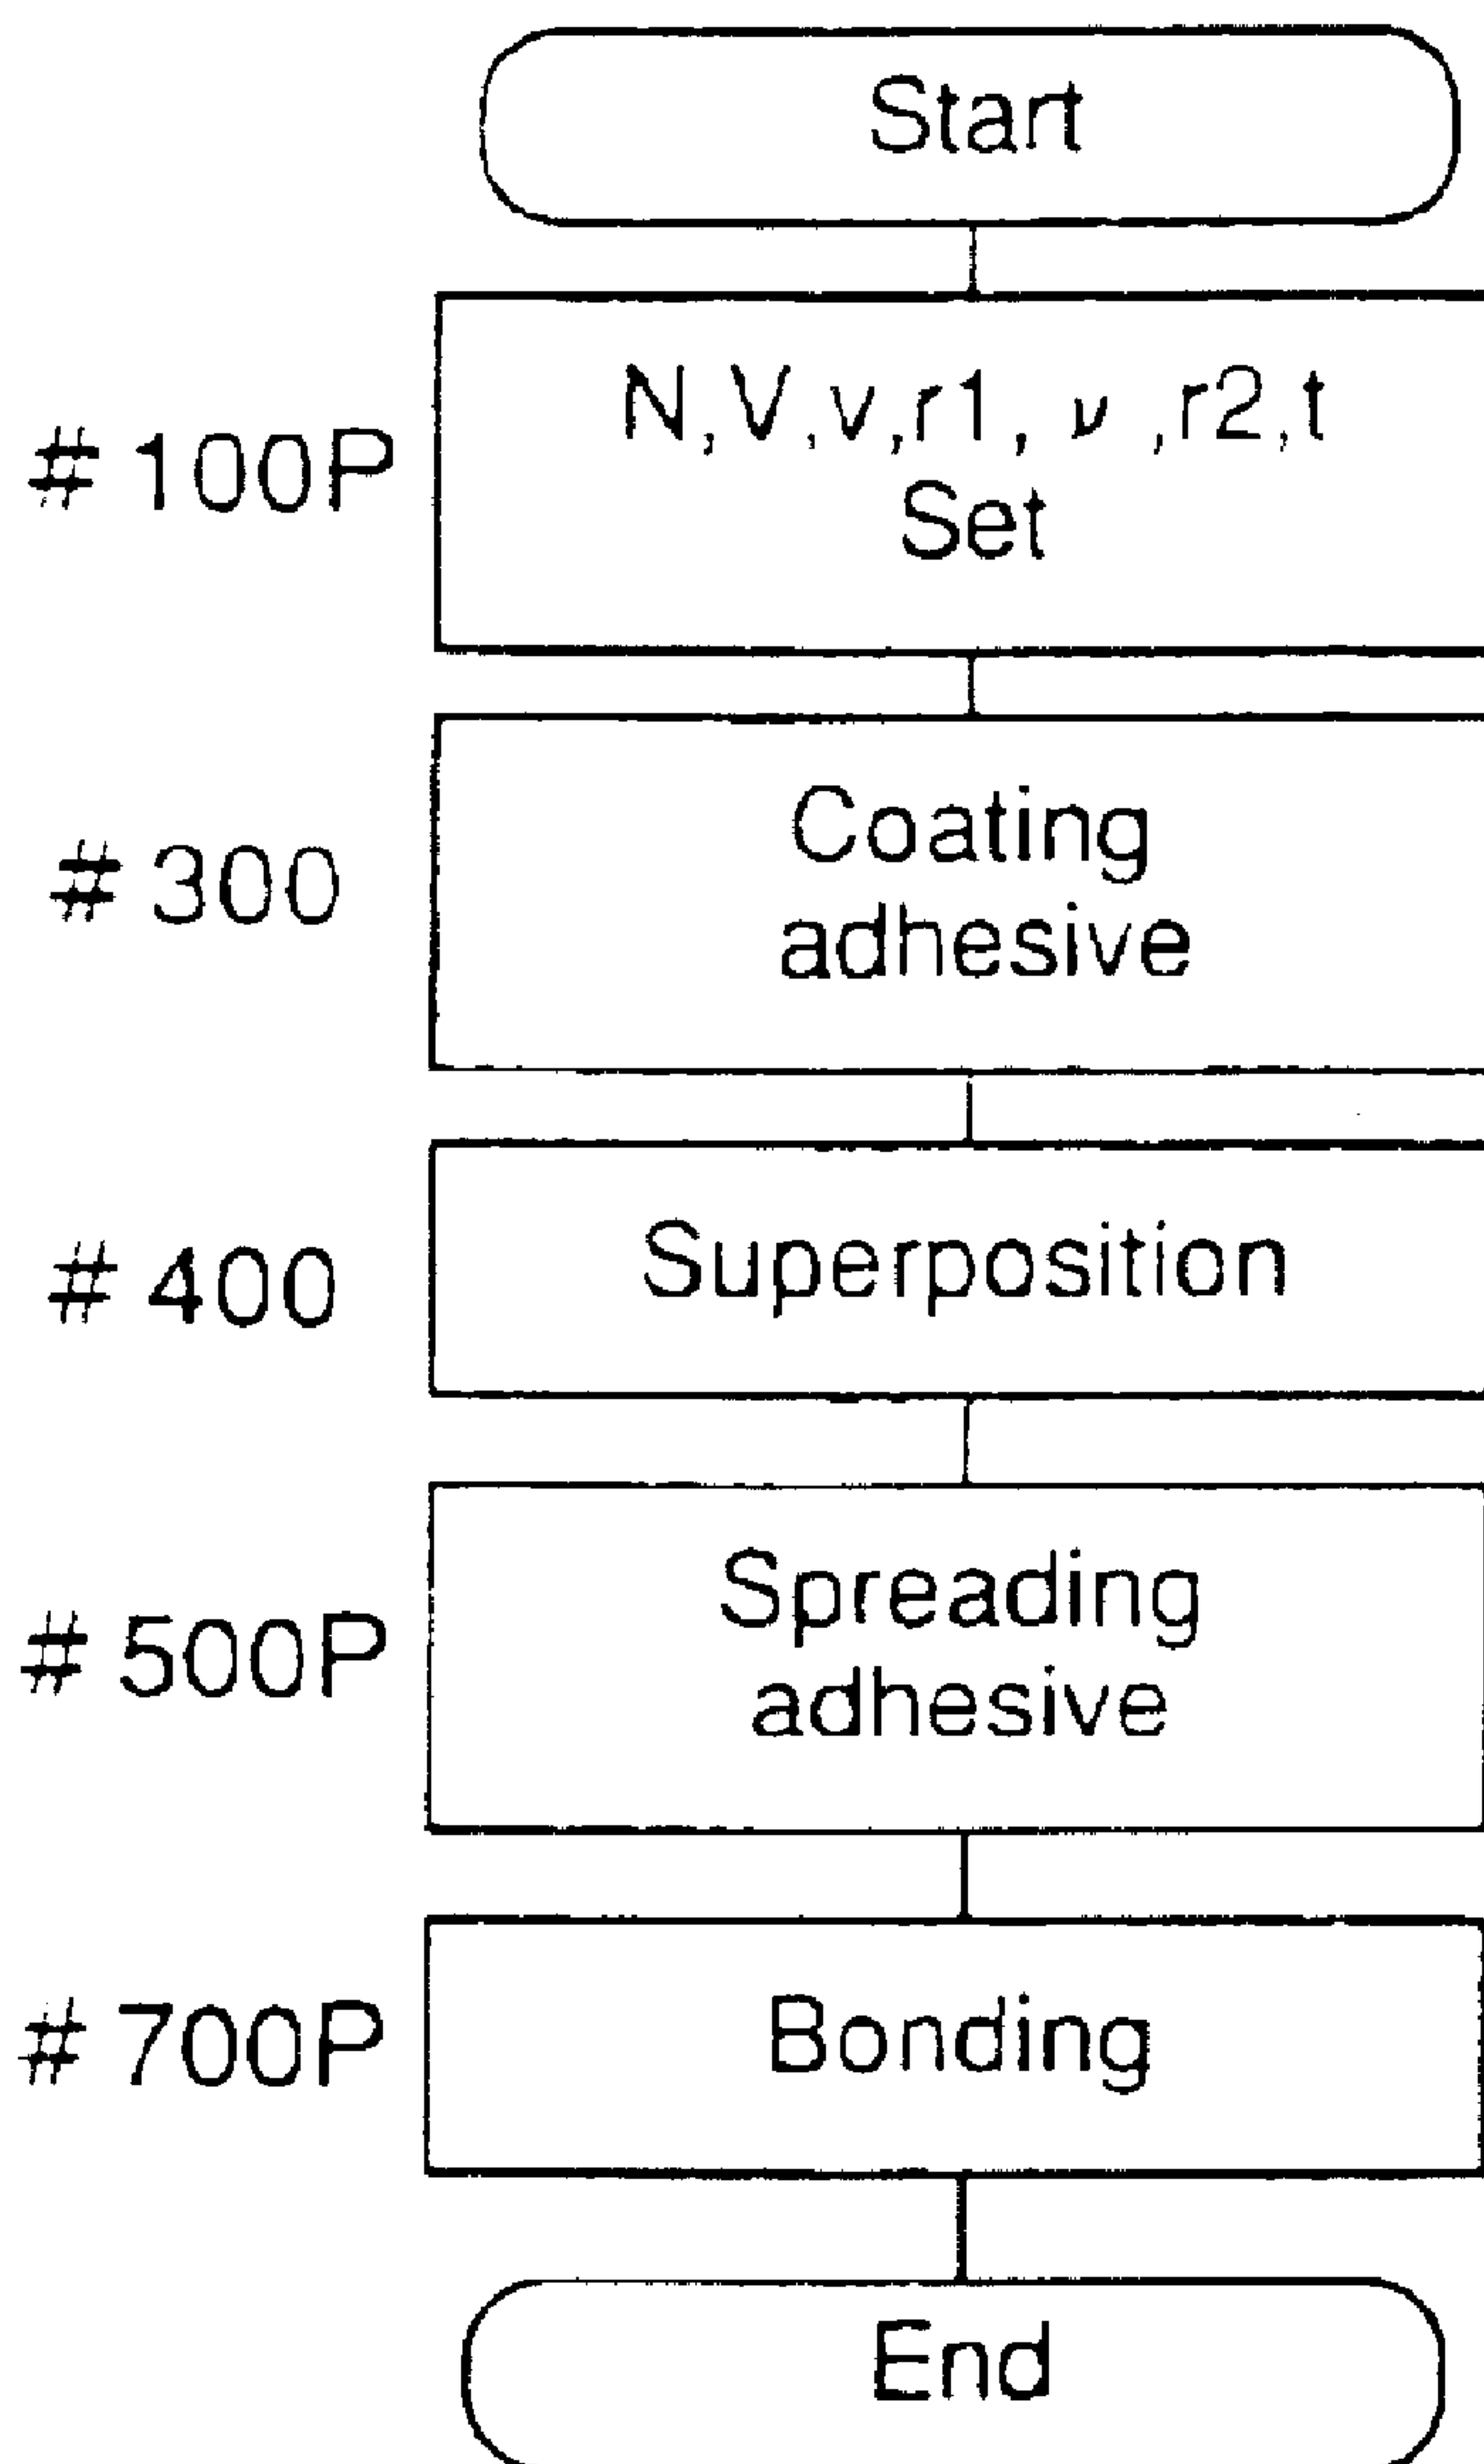 Start
N,V,v,r1, ν ,r2,t
# 100P
Set
Coating
# 300
adhesive
# 400 Superposition
Spreading
# 500P
adhesive
# 700P Bonding
End